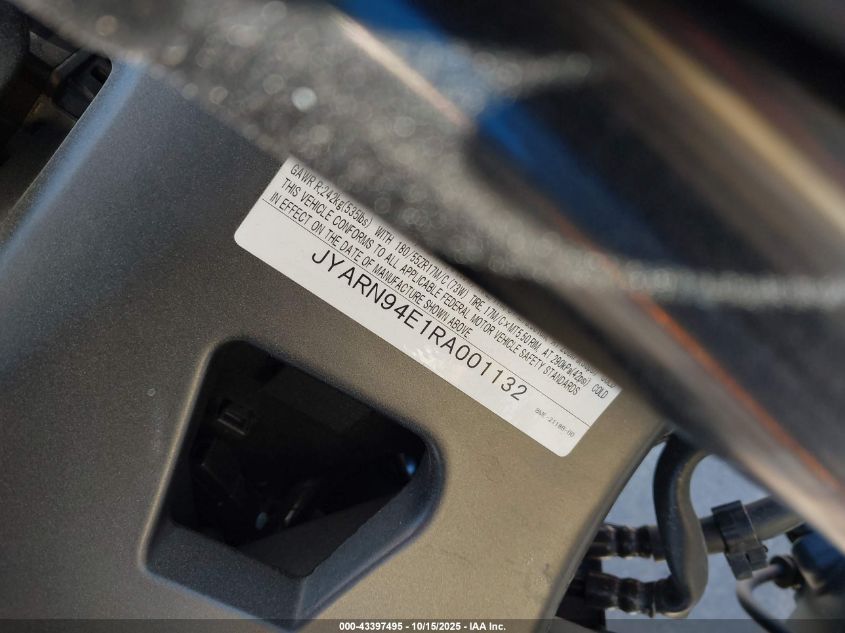 GAWR R;242kg(535lbs) WITH 180/55ZR17M/C(73W) TIRE, 17M/CxMT5.50 RIM, AT 290kPa(42psi) COLD
THIS VEHICLE CONFORMS TO ALL APPLICABLE FEDERAL MOTOR VEHICLE SAFETY STANDARDS
IN EFFECT ON THE DATE OF MANUFACTURE SHOWN ABOVE.
JYARN94E1RA001132
000-43397495 - 10/15/2025 - IAA Inc.